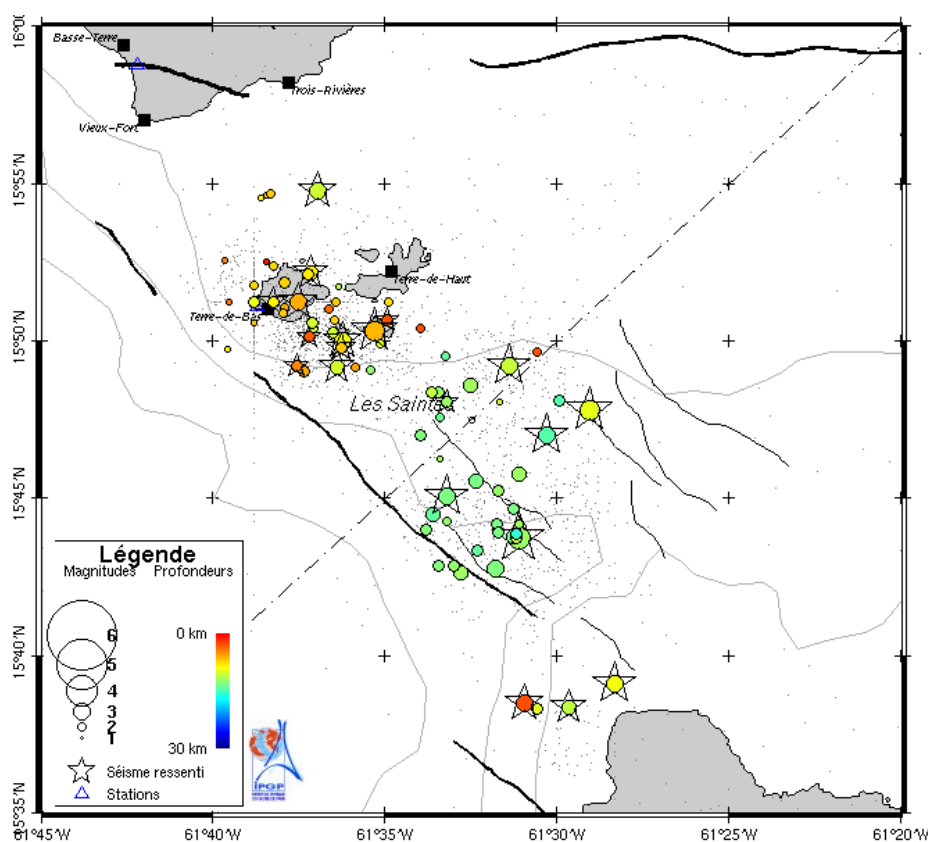 16°00'
Basse-Terre
Trois-Rivières
Vieux-Fort
15°55'N
Terre-de-Haut
Terre-de-Bas
15°50'N
Les Saintes
15°45'N
Légende
Magnitudes Profondeurs
0 km
6
5
4
3
2
1
30 km
Séisme ressenti
Stations
IPGP
15°40'N
15°35'N
61°45'W 61°40'W 61°35'W 61°30'W 61°25'W 61°20'W